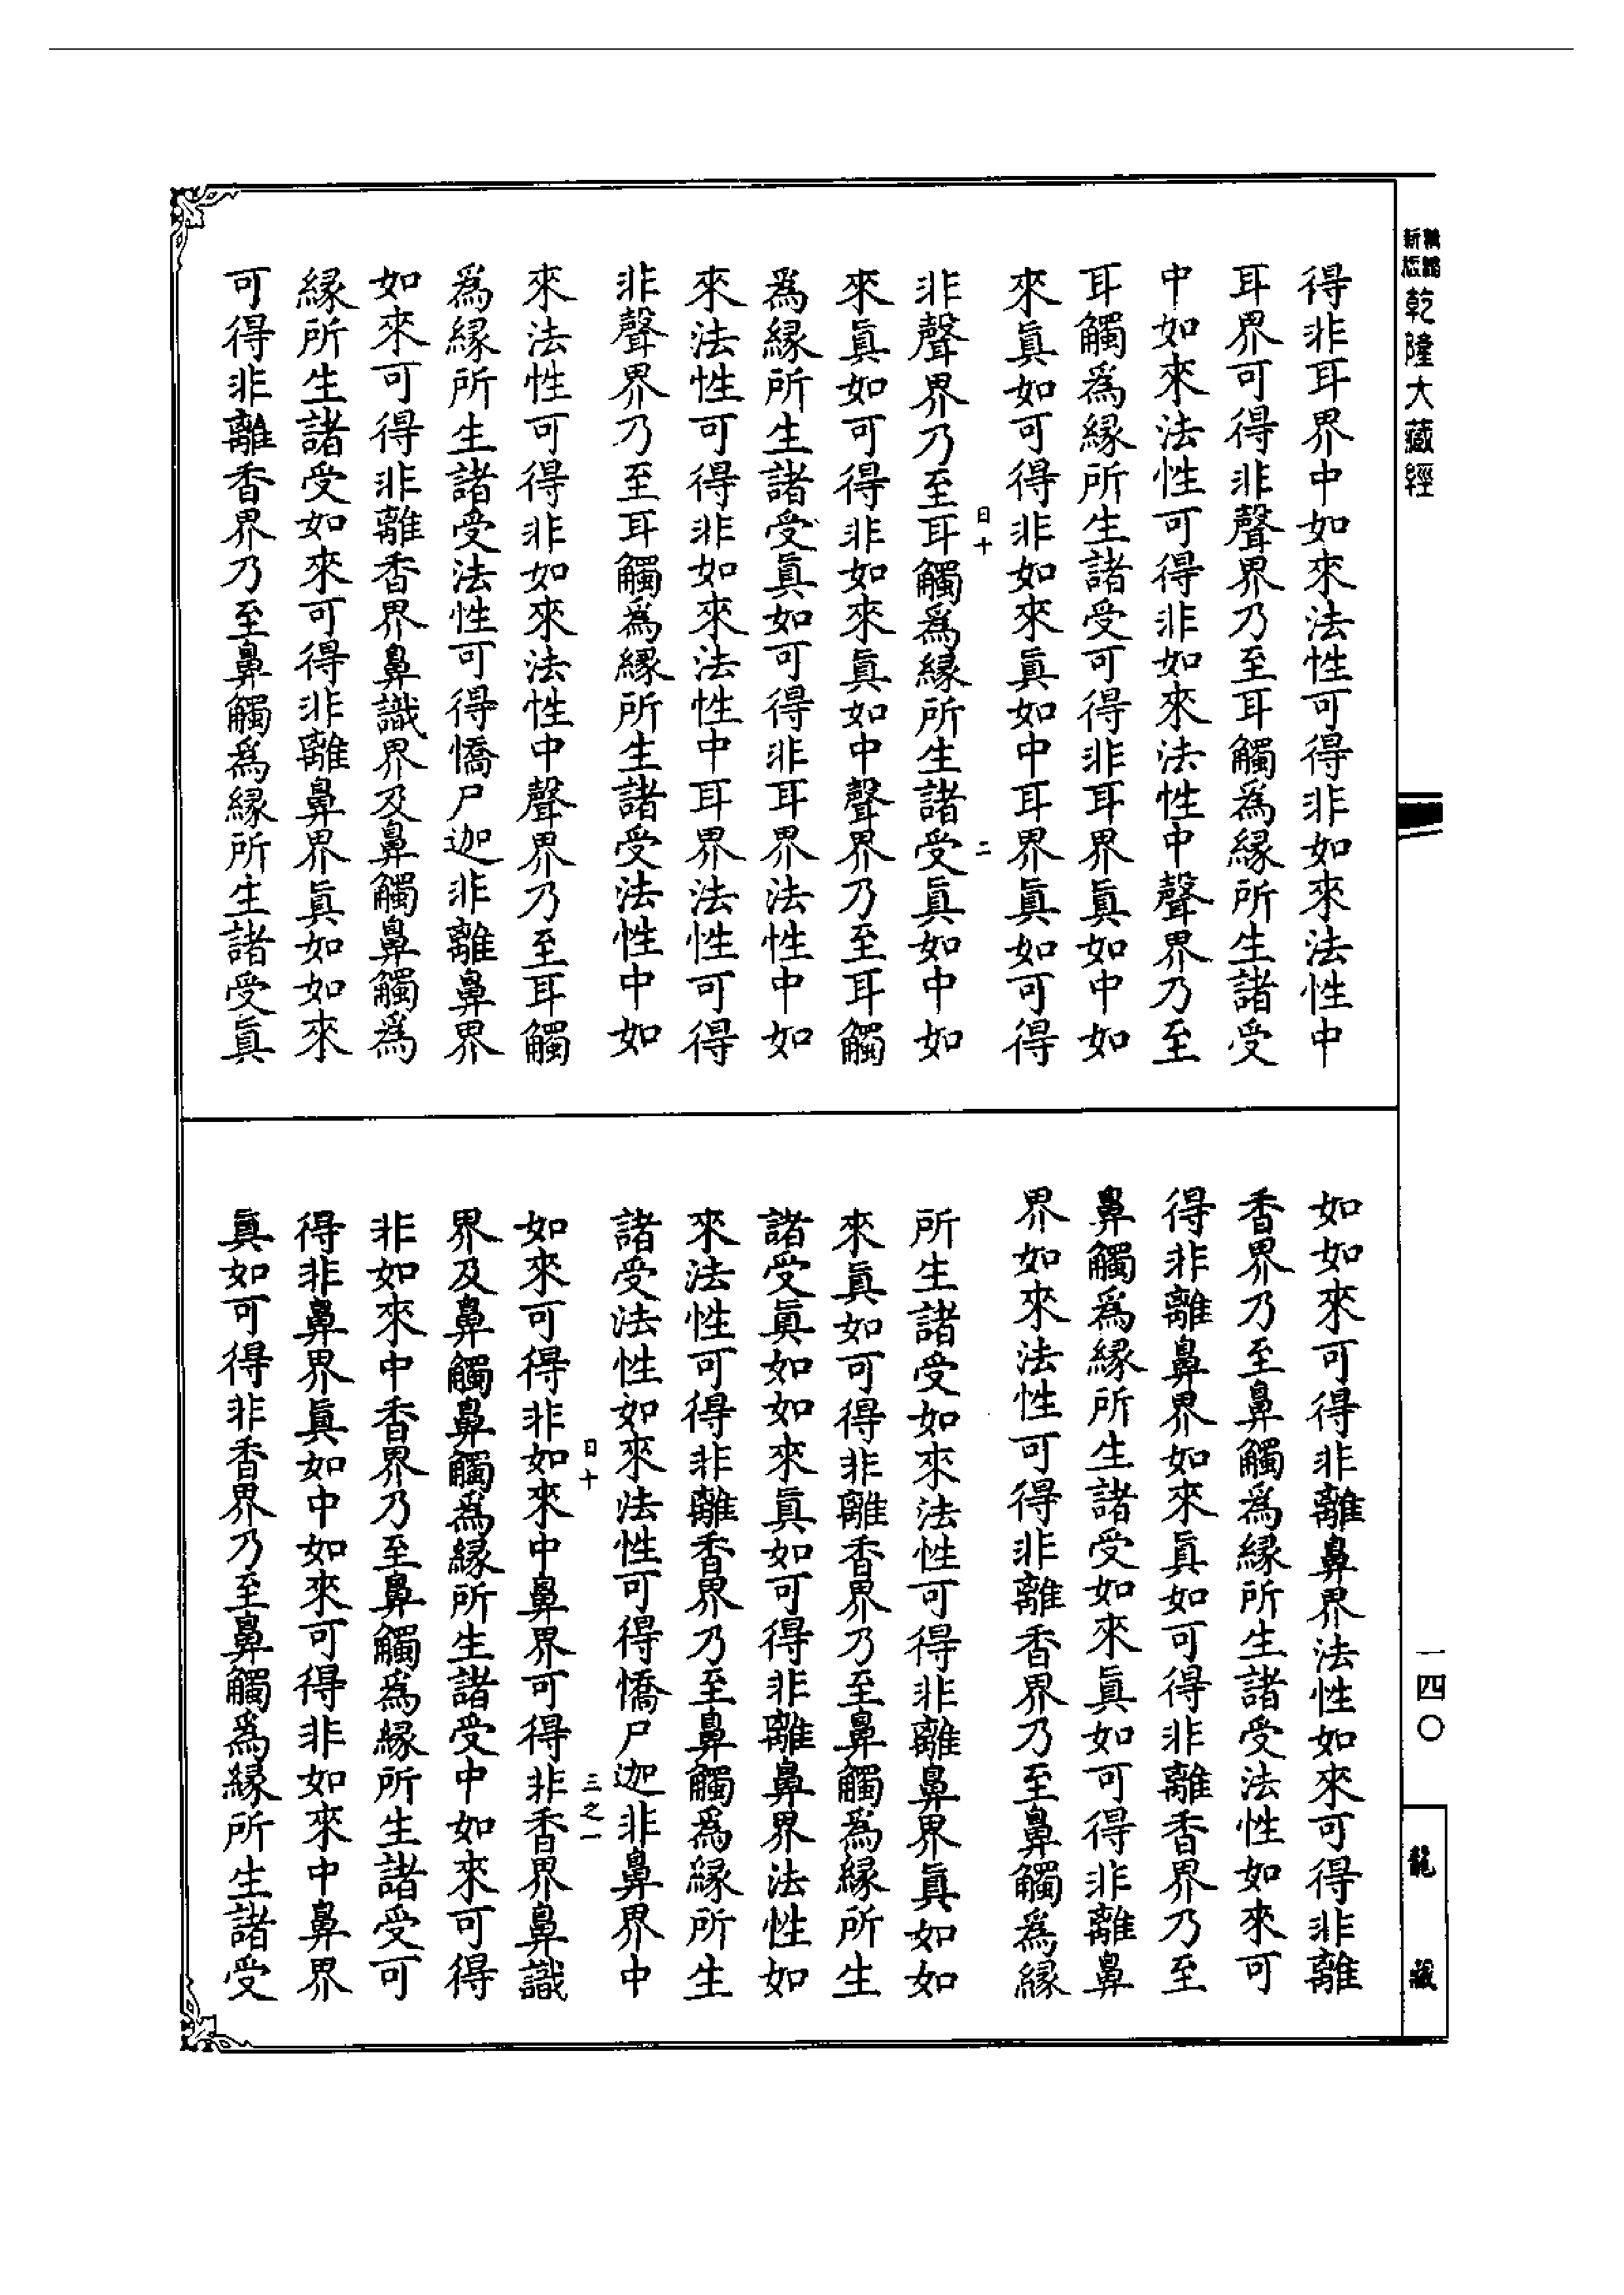 新編縮版 乾隆大藏經
得非耳界中如來法性可得非如來法性中
耳界可得非聲界乃至耳觸爲緣所生諸受
中如來法性可得非如來法性中聲界乃至
耳觸爲緣所生諸受可得非耳界眞如中如
來眞如可得非如來眞如中耳界眞如可得
日十 二
非聲界乃至耳觸爲緣所生諸受眞如中如
來眞如可得非如來眞如中聲界乃至耳觸
爲緣所生諸受眞如可得非耳界法性中如
來法性可得非如來法性中耳界法性可得
非聲界乃至耳觸爲緣所生諸受法性中如
來法性可得非如來法性中聲界乃至耳觸
爲緣所生諸受法性可得憍尸迦非離鼻界
如來可得非離香界鼻識界及鼻觸鼻觸爲
緣所生諸受如來可得非離鼻界眞如如來
可得非離香界乃至鼻觸爲緣所生諸受眞
如如來可得非離鼻界法性如來可得非離
香界乃至鼻觸爲緣所生諸受法性如來可
得非離鼻界如來眞如可得非離香界乃至
鼻觸爲緣所生諸受如來眞如可得非離鼻
界如來法性可得非離香界乃至鼻觸爲緣
所生諸受如來法性可得非離鼻界眞如如
來眞如可得非離香界乃至鼻觸爲緣所生
諸受眞如如來眞如可得非離鼻界法性如
來法性可得非離香界乃至鼻觸爲緣所生
諸受法性如來法性可得憍尸迦非鼻界中
日十 三之一
如來可得非如來中鼻界可得非香界鼻識
界及鼻觸鼻觸爲緣所生諸受中如來可得
非如來中香界乃至鼻觸爲緣所生諸受可
得非鼻界眞如中如來可得非如來中鼻界
眞如可得非香界乃至鼻觸爲緣所生諸受
一四〇
龍藏